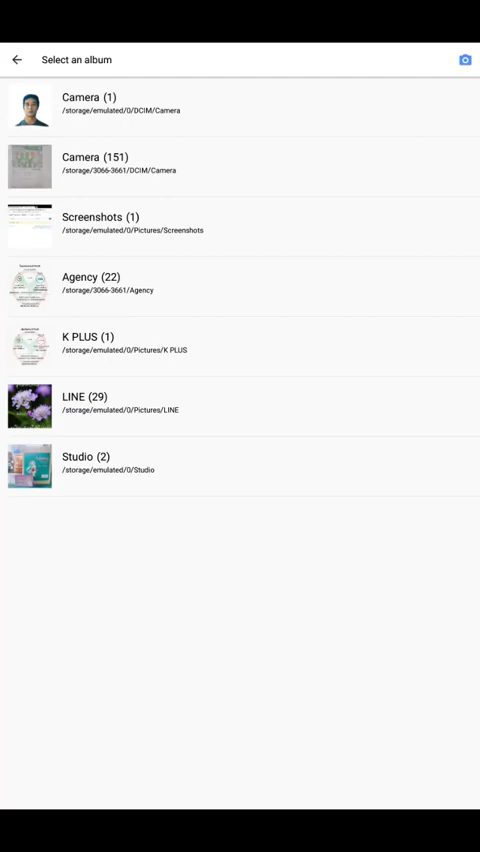 Select an album
Camera (1)
/storage/emulated/0/DCIM/Camera
Camera (151)
/storage/3066-3661/DCIM/Camera
Screenshots (1)
/storage/emulated/0/Pictures/Screenshots
Agency (22)
/storage/3066-3661/Agency
K PLUS (1)
/storage/emulated/0/Pictures/K PLUS
LINE (29)
/storage/emulated/0/Pictures/LINE
Studio (2)
/storage/emulated/0/Studio